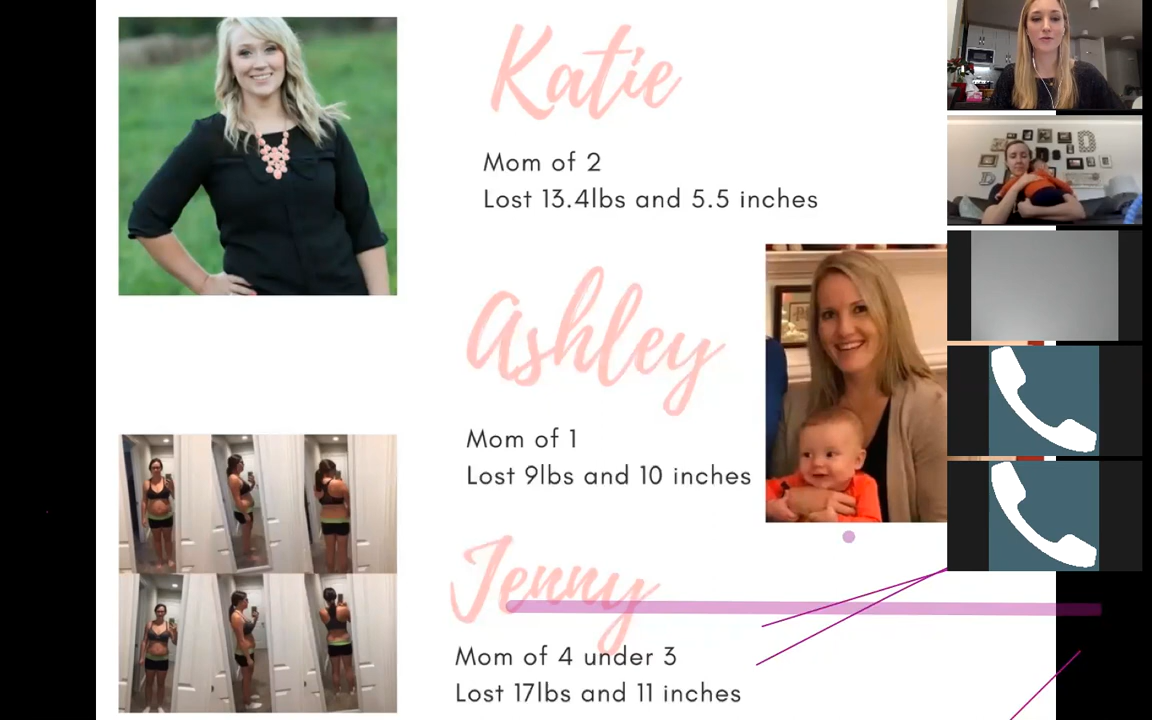 Katie
Mom of 2
Lost 13.4lbs and 5.5 inches
Ashley
Mom of 1
Lost 9lbs and 10 inches
Jenny
Mom of 4 under 3
Lost 17lbs and 11 inches
D
D